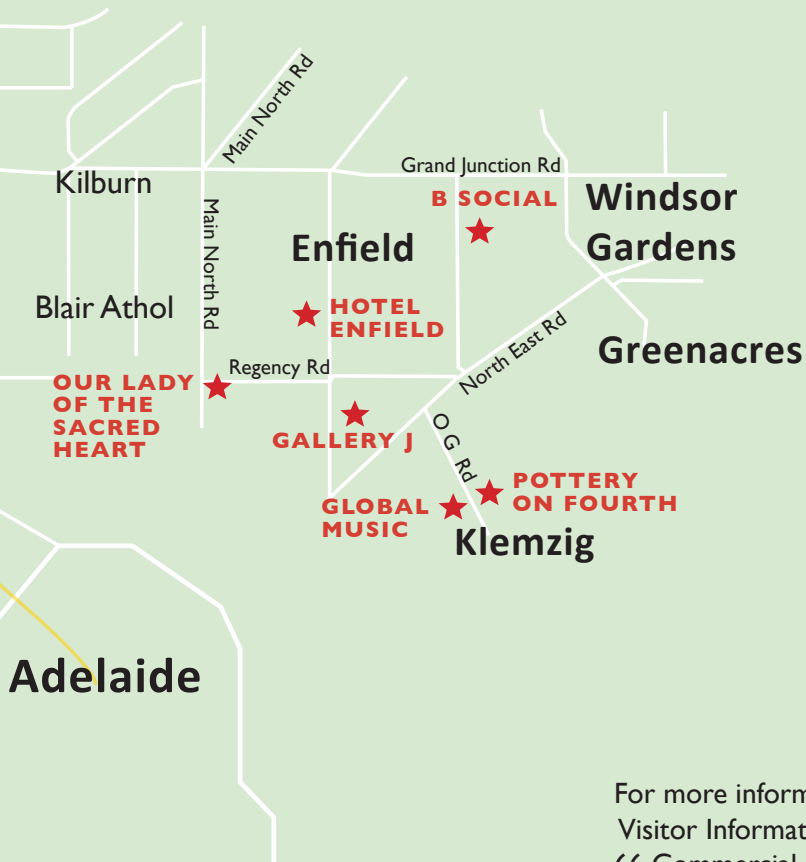 Main North Rd
Grand Junction Rd
Kilburn
B SOCIAL
Windsor
Gardens
Main North Rd
Enfield
Blair Athol
HOTEL
ENFIELD
North East Rd
Greenacres
Regency Rd
OUR LADY
OF THE
SACRED
HEART
GALLERY J
O G Rd
POTTERY
ON FOURTH
GLOBAL
MUSIC
Klemzig
Adelaide
For more inform
Visitor Informat
66 Commercial